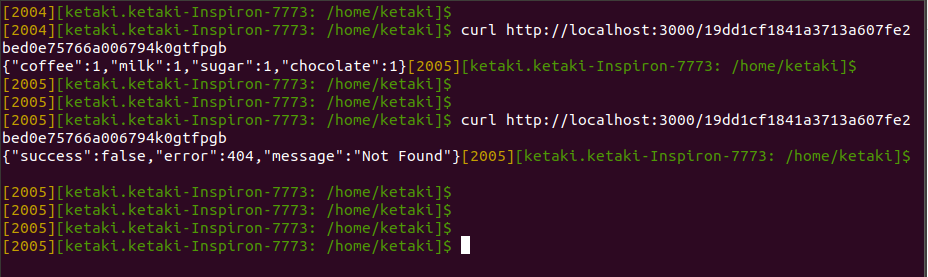 [2004][ketaki.ketaki-Inspiron-7773: /home/ketaki]$
[2004][ketaki.ketaki-Inspiron-7773: /home/ketaki]$ curl http://localhost:3000/19dd1cf1841a3713a607fe2
bed0e75766a006794k0gtfpgb
{"coffee":1,"milk":1,"sugar":1,"chocolate":1}[2005][ketaki.ketaki-Inspiron-7773: /home/ketaki]$
[2005][ketaki.ketaki-Inspiron-7773: /home/ketaki]$
[2005][ketaki.ketaki-Inspiron-7773: /home/ketaki]$
[2005][ketaki.ketaki-Inspiron-7773: /home/ketaki]$ curl http://localhost:3000/19dd1cf1841a3713a607fe2
bed0e75766a006794k0gtfpgb
{"success":false,"error":404,"message":"Not Found"}[2005][ketaki.ketaki-Inspiron-7773: /home/ketaki]$
[2005][ketaki.ketaki-Inspiron-7773: /home/ketaki]$
[2005][ketaki.ketaki-Inspiron-7773: /home/ketaki]$
[2005][ketaki.ketaki-Inspiron-7773: /home/ketaki]$
[2005][ketaki.ketaki-Inspiron-7773: /home/ketaki]$